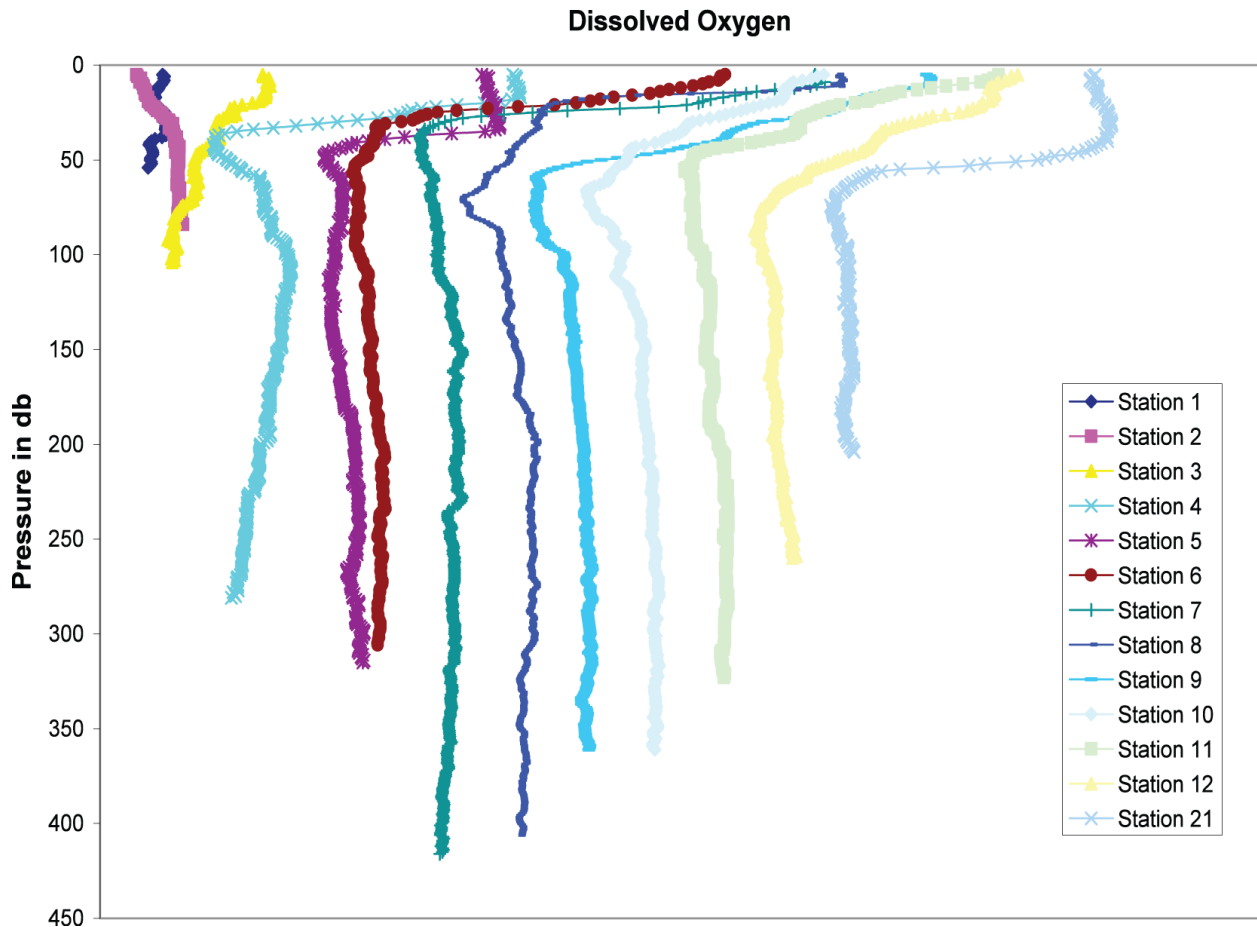 Dissolved Oxygen
0
50
100
150
200
250
300
350
400
450
Pressure in db
Station 1
Station 2
Station 3
Station 4
Station 5
Station 6
Station 7
Station 8
Station 9
Station 10
Station 11
Station 12
Station 21